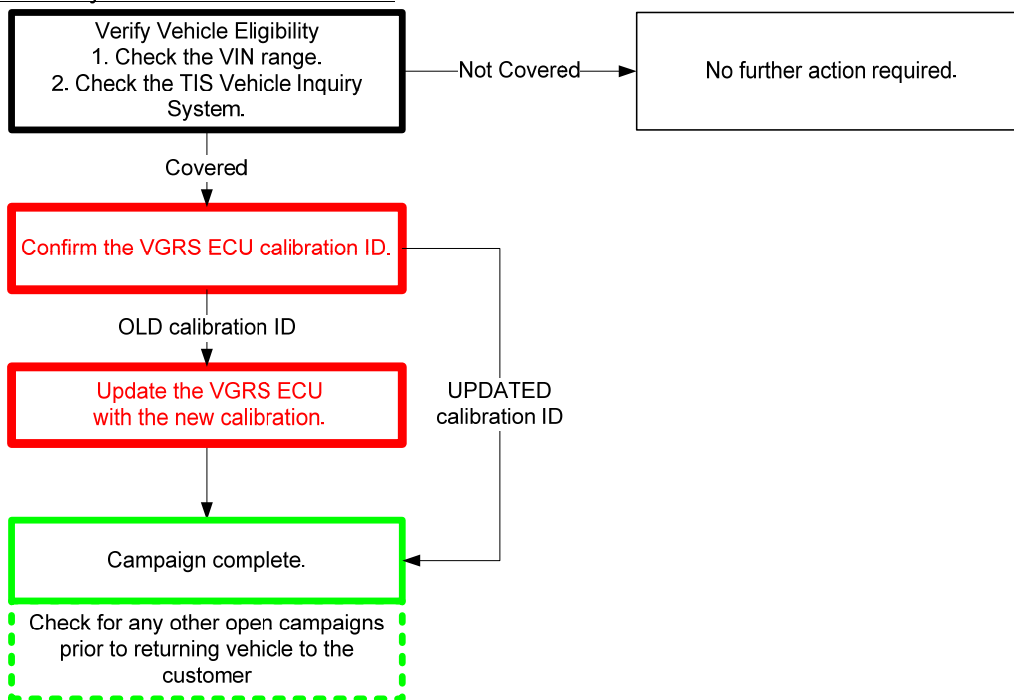 Verify Vehicle Eligibility
1. Check the VIN range.
2. Check the TIS Vehicle Inquiry
System.
Not Covered
No further action required.
Covered
Confirm the VGRS ECU calibration ID.
OLD calibration ID
Update the VGRS ECU
with the new calibration.
UPDATED
calibration ID
Campaign complete.
Check for any other open campaigns
prior to returning vehicle to the
customer